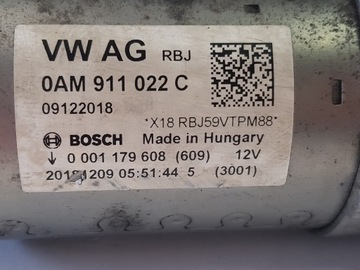 VW AG RBJ
0AM 911 022 C
09122018
*X18 RBJ59VTPM88*
BOSCH Made in Hungary
↓ 0 001 179 608 (609) 12V
20181209 05:51:44 5 (3001)